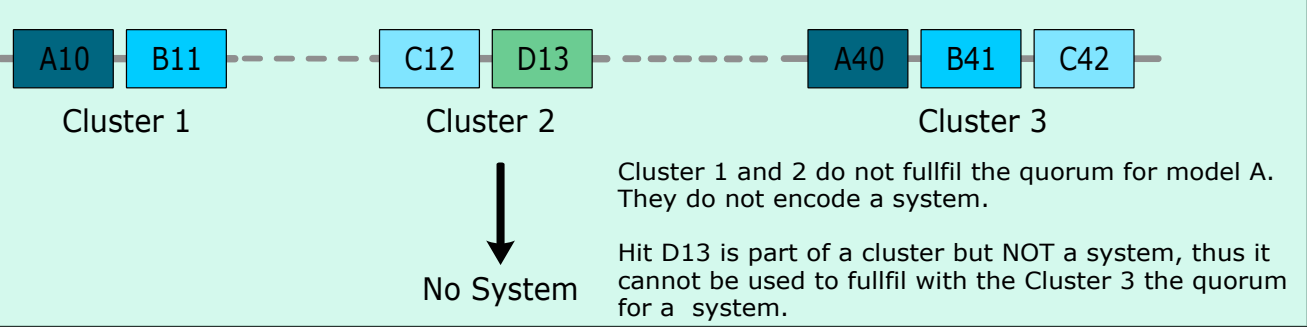 A10 B11 C12 D13 A40 B41 C42
Cluster 1 Cluster 2 Cluster 3
Cluster 1 and 2 do not fullfil the quorum for model A.
They do not encode a system.
Hit D13 is part of a cluster but NOT a system, thus it
cannot be used to fullfil with the Cluster 3 the quorum
for a system.
No System